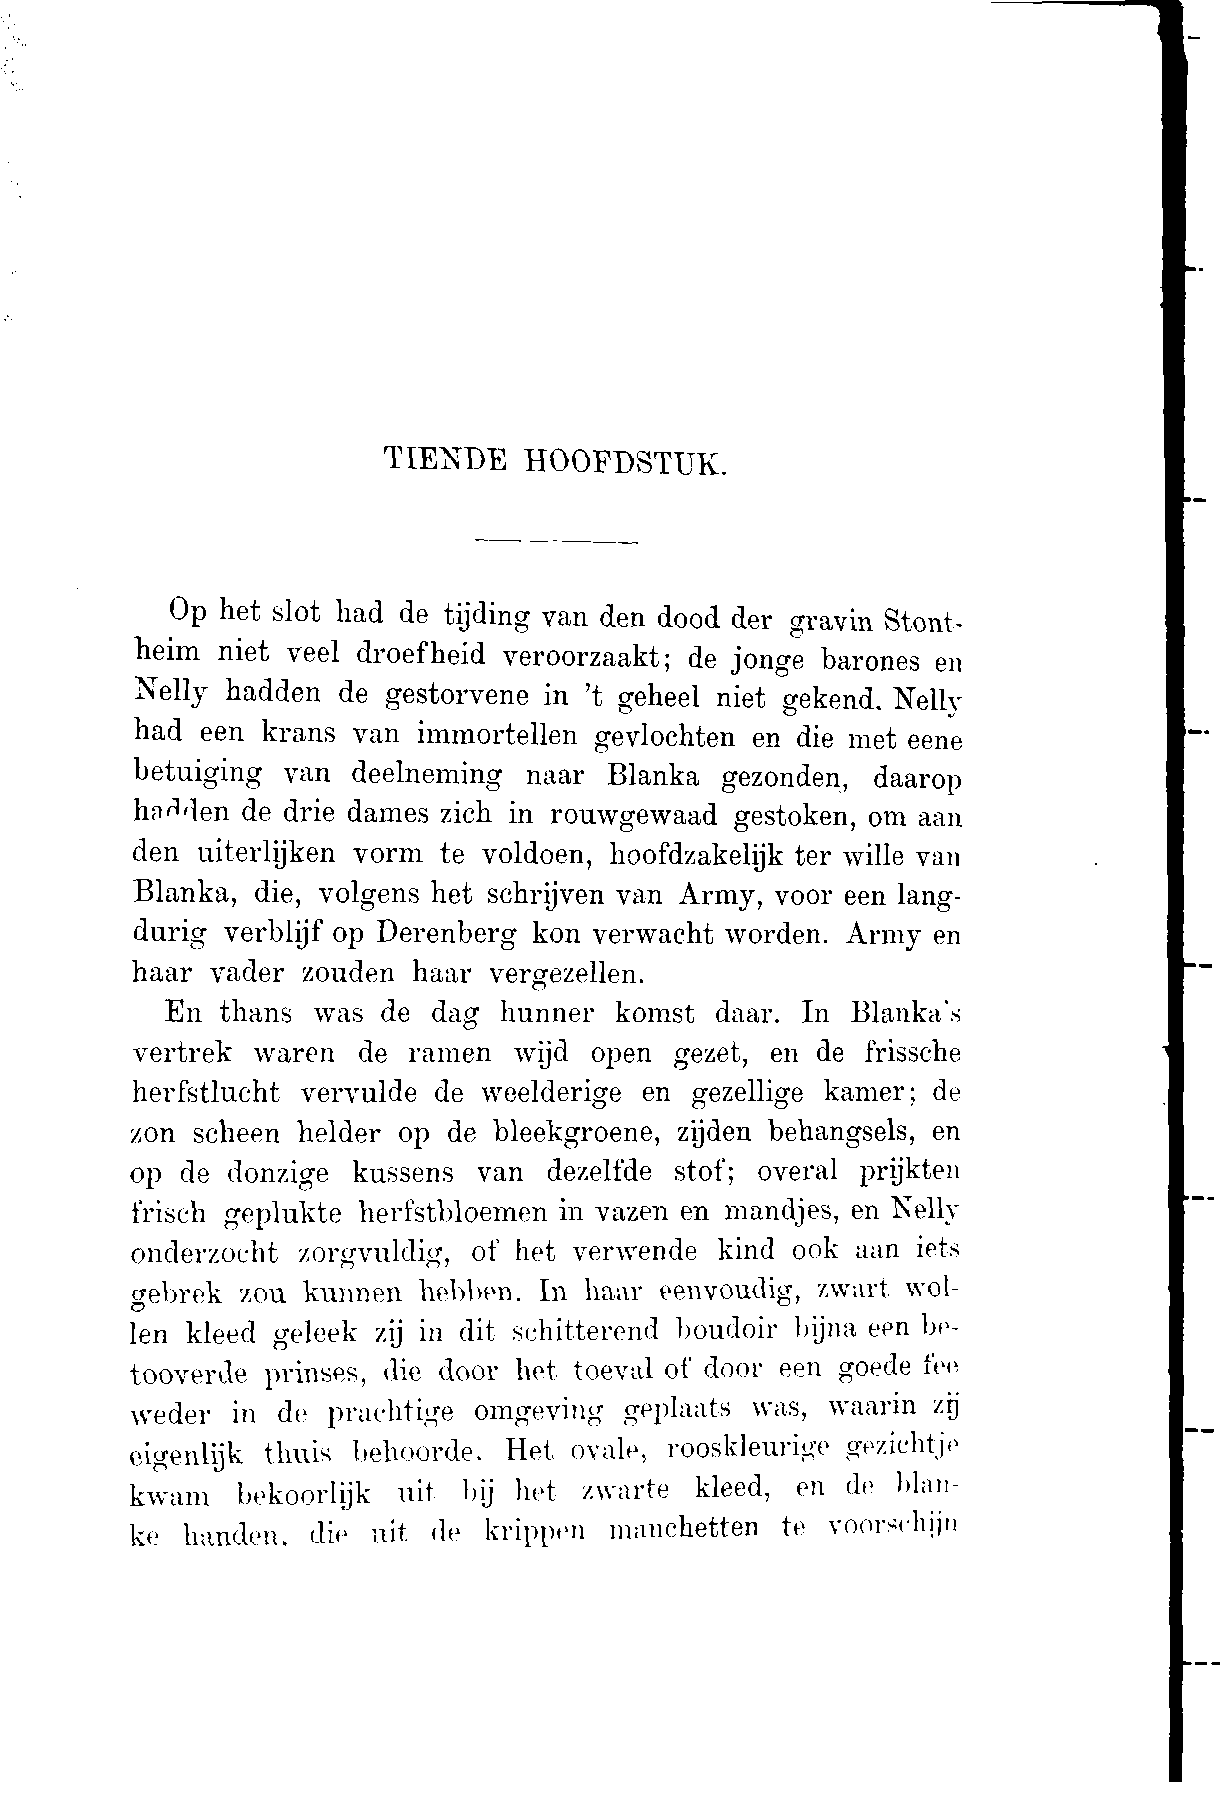 TIENDE HOOFDSTUK.
Op het slot had de tijding van den dood der gravin Stont-
heim niet veel droefheid veroorzaakt; de jonge barones en
Nelly hadden de gestorvene in 't geheel niet gekend. Nelly
had een krans van immortellen gevlochten en die met eene
betuiging van deelneming naar Blanka gezonden, daarop
hadden de drie dames zich in rouwgewaad gestoken, om aan
den uiterlijken vorm te voldoen, hoofdzakelijk ter wille van
Blanka, die, volgens het schrijven van Army, voor een lang-
durig verblijf op Derenberg kon verwacht worden. Army en
haar vader zouden haar vergezellen.
En thans was de dag hunner komst daar. In Blanka's
vertrek waren de ramen wijd open gezet, en de frissche
herfstlucht vervulde de weelderige en gezellige kamer; de
zon scheen helder op de bleekgroene, zijden behangsels, en
op de donzige kussens van dezelfde stof; overal prijkten
frisch geplukte herfstbloemen in vazen en mandjes, en Nelly
onderzocht zorgvuldig, of het verwende kind ook aan iets
gebrek zou kunnen hebben. In haar eenvoudig, zwart wol-
len kleed geleek zij in dit schitterend boudoir bijna een be-
tooverde prinses, die door het toeval of door een goede fee
weder in de prachtige omgeving geplaats was, waarin zij
eigenlijk thuis behoorde. Het ovale, rooskleurige gezichtje
kwam bekoorlijk uit bij het zwarte kleed, en de blan-
ke handen, die uit de krippen manchetten te voorschijn